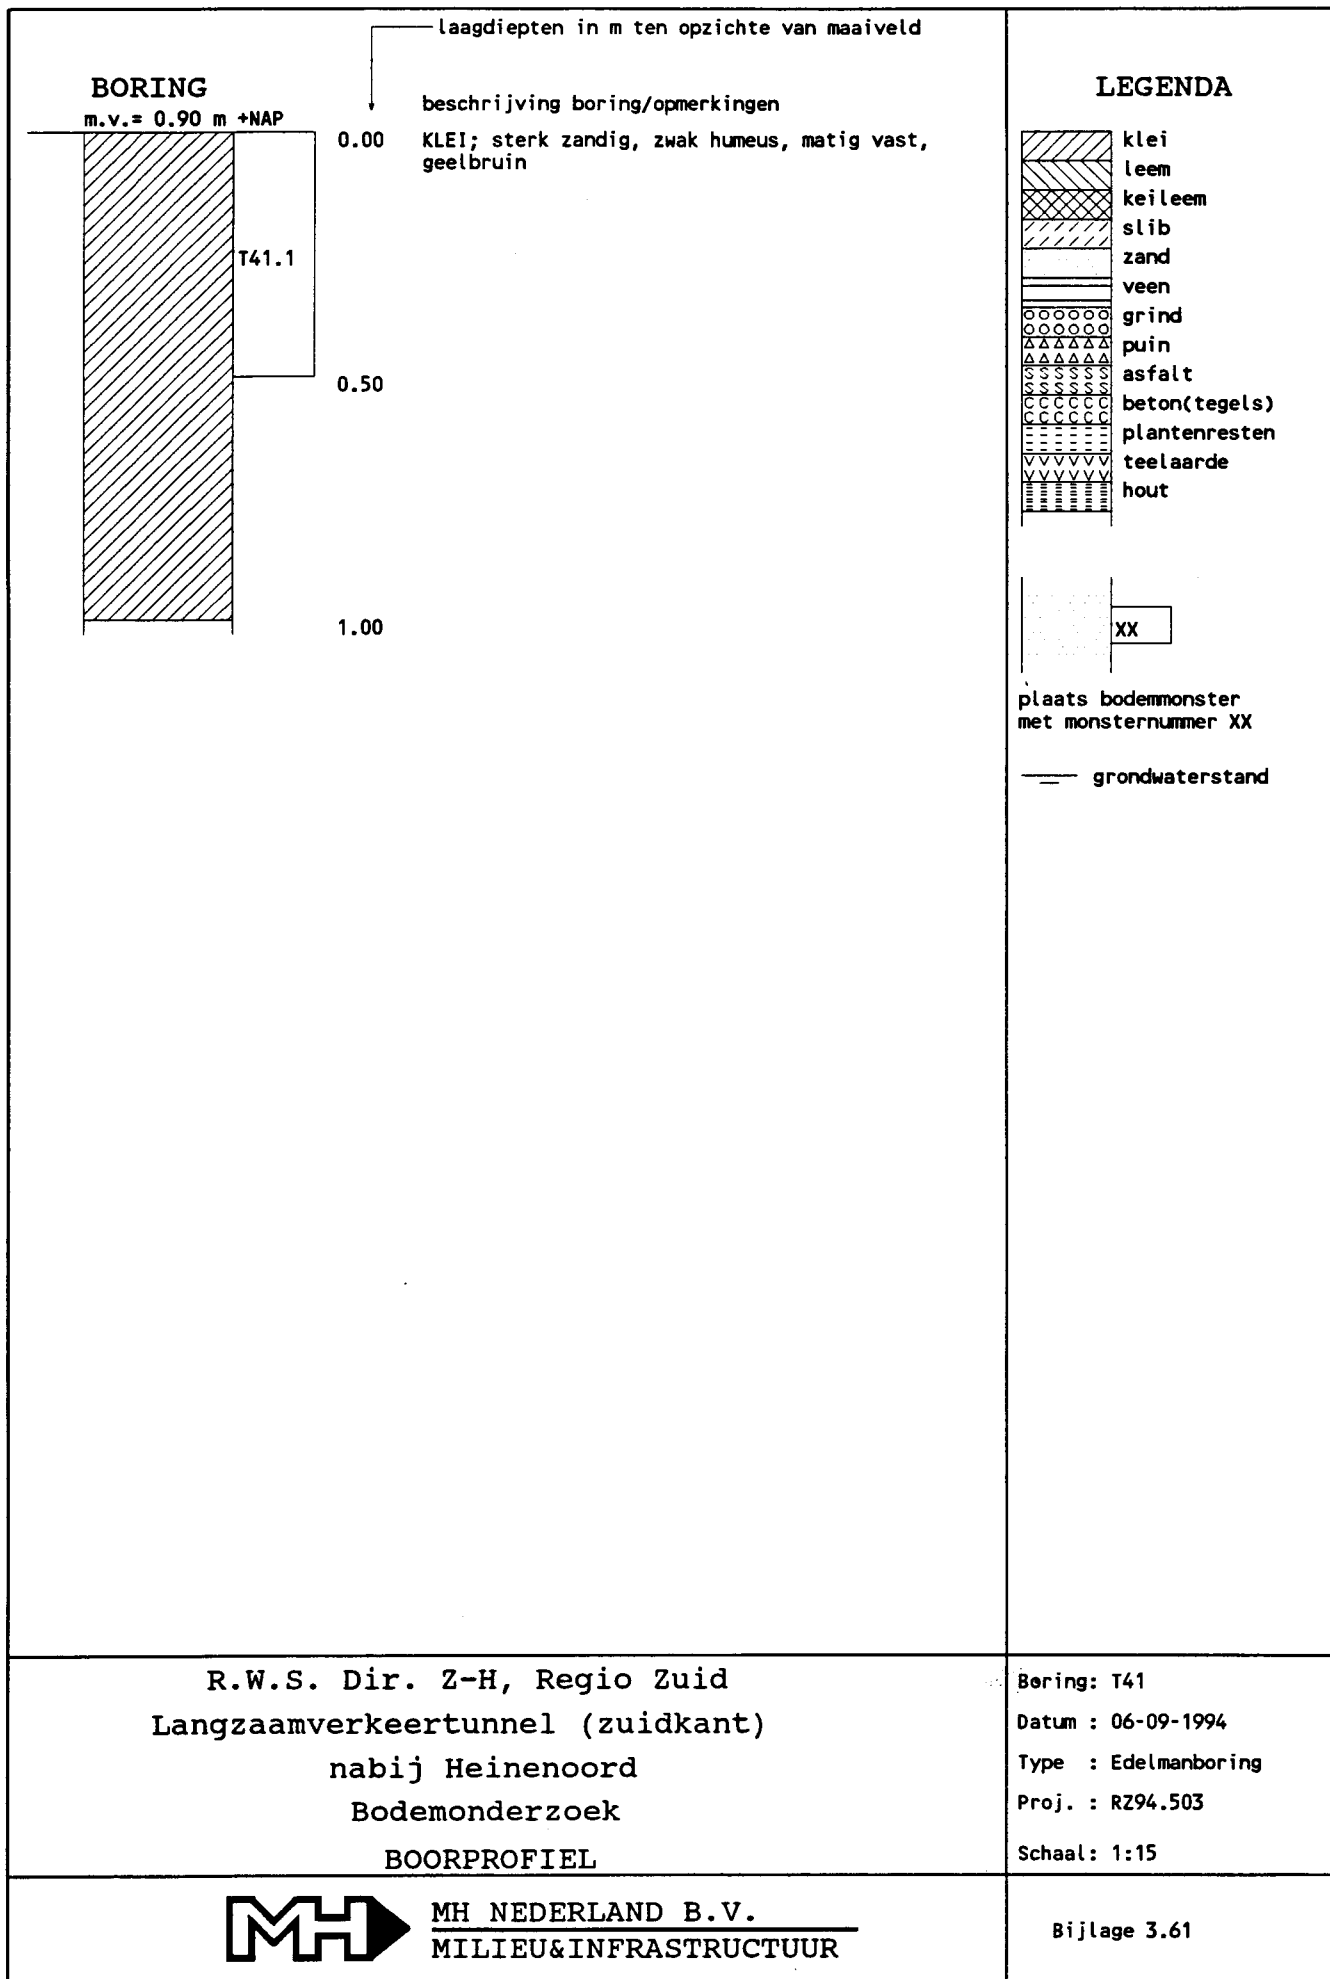 laagdiepten in m ten opzichte van maaiveld
BORING
m.v.= 0.90 m +NAP
beschrijving boring/opmerkingen
0.00 KLEI; sterk zandig, zwak humeus, matig vast,
geelbruin
T41.1
0.50
1.00
LEGENDA
klei
leem
keileem
slib
zand
veen
grind
puin
asfalt
beton(tegels)
plantenresten
teelaarde
hout
XX
plaats bodemmonster
met monsternummer XX
grondwaterstand
R.W.S. Dir. Z-H, Regio Zuid
Langzaamverkeertunnel (zuidkant)
nabij Heinenoord
Bodemonderzoek
BOORPROFIEL
Boring: T41
Datum : 06-09-1994
Type : Edelmanboring
Proj. : RZ94.503
Schaal: 1:15
MH
MH NEDERLAND B.V.
MILIEU&INFRASTRUCTUUR
Bijlage 3.61